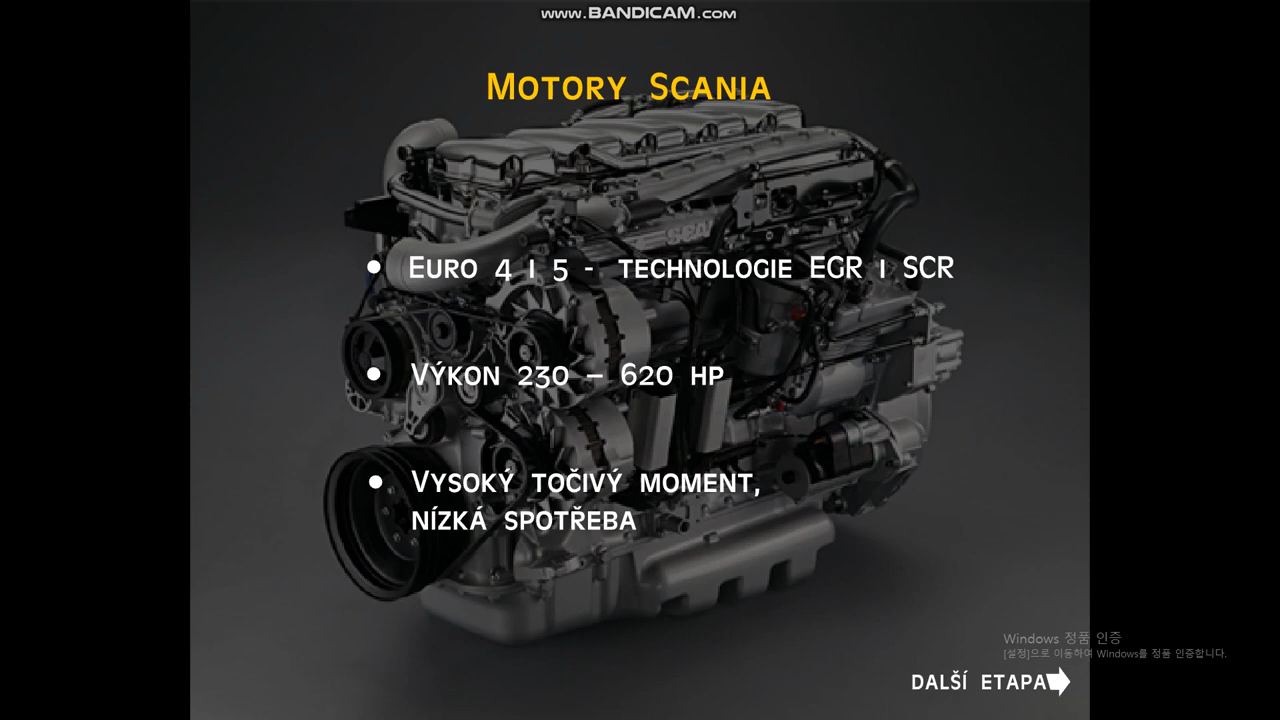 www.BANDICAM.com
Motory Scania
SCA
• Euro 4 i 5 - technologie EGR i SCR
• Výkon 230 – 620 HP
• Vysoký točivý moment,
nízká spotřeba
Windows 정품 인증
[설정]으로 이동하여 Windows를 정품 인증합니다.
další etapa